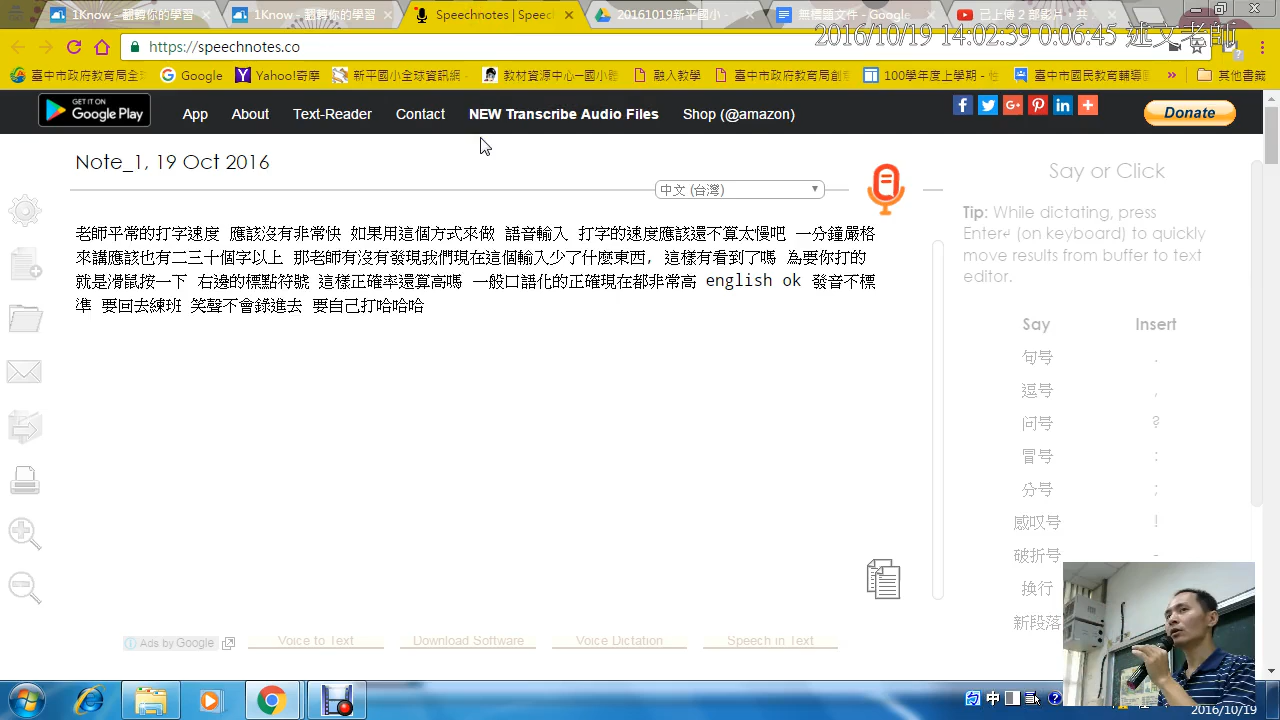 1Know - 翻轉你的學習
1Know - 翻轉你的學習
Speechnotes | Speech
20161019新平國小 -
無標題文件 - Google
已上傳 2 部影片，共
2016/10/19 14:02:39 0:06:45 述文老師
https://speechnotes.co
臺中市政府教育局全球
Google
Yahoo!奇摩
新平國小全球資訊網 -
教材資源中心─國小體
融入教學
臺中市政府教育局創
100學年度上學期 - 性
臺中市國民教育輔導團
»
其他書籤
GET IT ON
Google Play
App
About
Text-Reader
Contact
NEW Transcribe Audio Files
Shop (@amazon)
Donate
Note_1, 19 Oct 2016
中文 (台灣)
老師平常的打字速度 應該沒有非常快 如果用這個方式來做 語音輸入 打字的速度應該還不算太慢吧 一分鐘嚴格
來講應該也有二三十個字以上 那老師有沒有發現我們現在這個輸入少了什麼東西, 這樣有看到了嗎 為要你打的
就是滑鼠按一下 右邊的標點符號 這樣正確率還算高嗎 一般口語化的正確現在都非常高 english ok 發音不標
準 要回去練班 笑聲不會錄進去 要自己打哈哈哈
Say or Click
Tip: While dictating, press
Enter↵ (on keyboard) to quickly
move results from buffer to text
editor.
Say Insert
句号 .
逗号 ,
问号 ?
冒号 :
分号 ;
感叹号 !
破折号 -
换行
新段落
Ads by Google
Voice to Text
Download Software
Voice Dictation
Speech in Text
中
2016/10/19